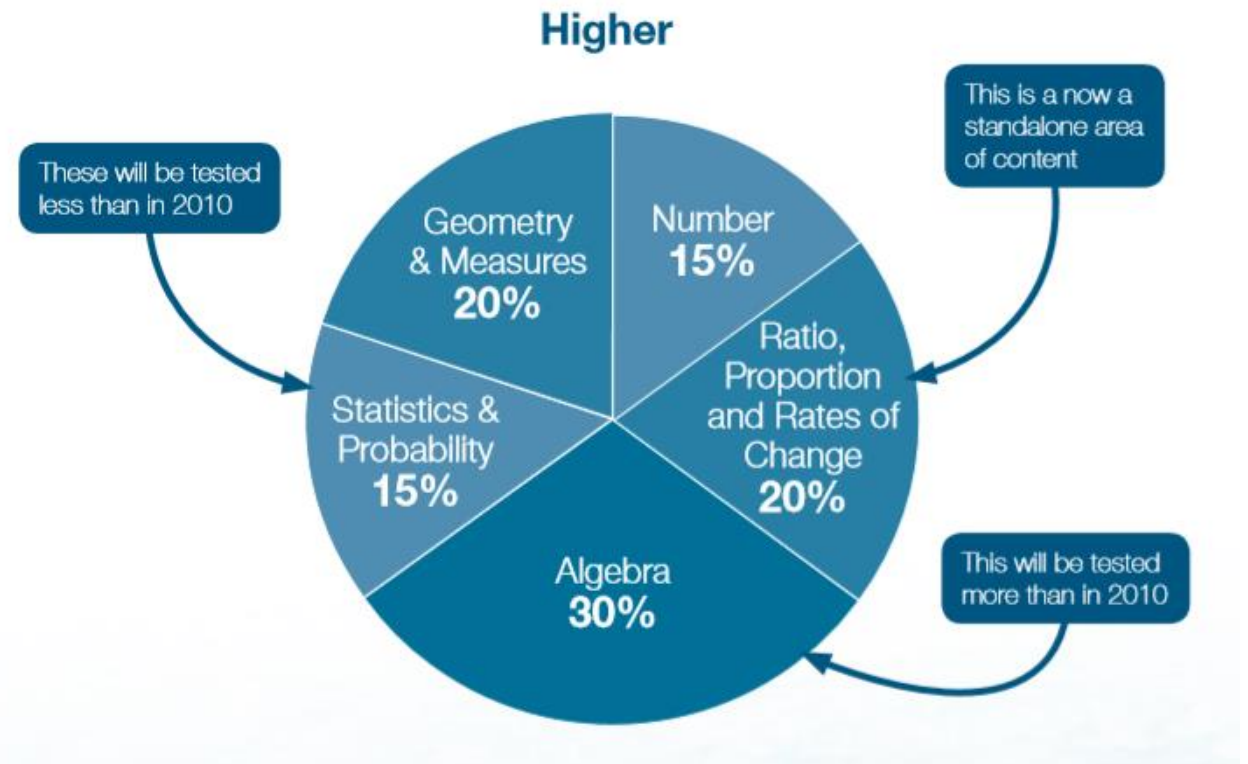 Higher
This is a now a
standalone area
of content
These will be tested
less than in 2010
Geometry
& Measures
20%
Number
15%
Ratio,
Proportion
and Rates of
Change
20%
Statistics &
Probability
15%
Algebra
30%
This will be tested
more than in 2010